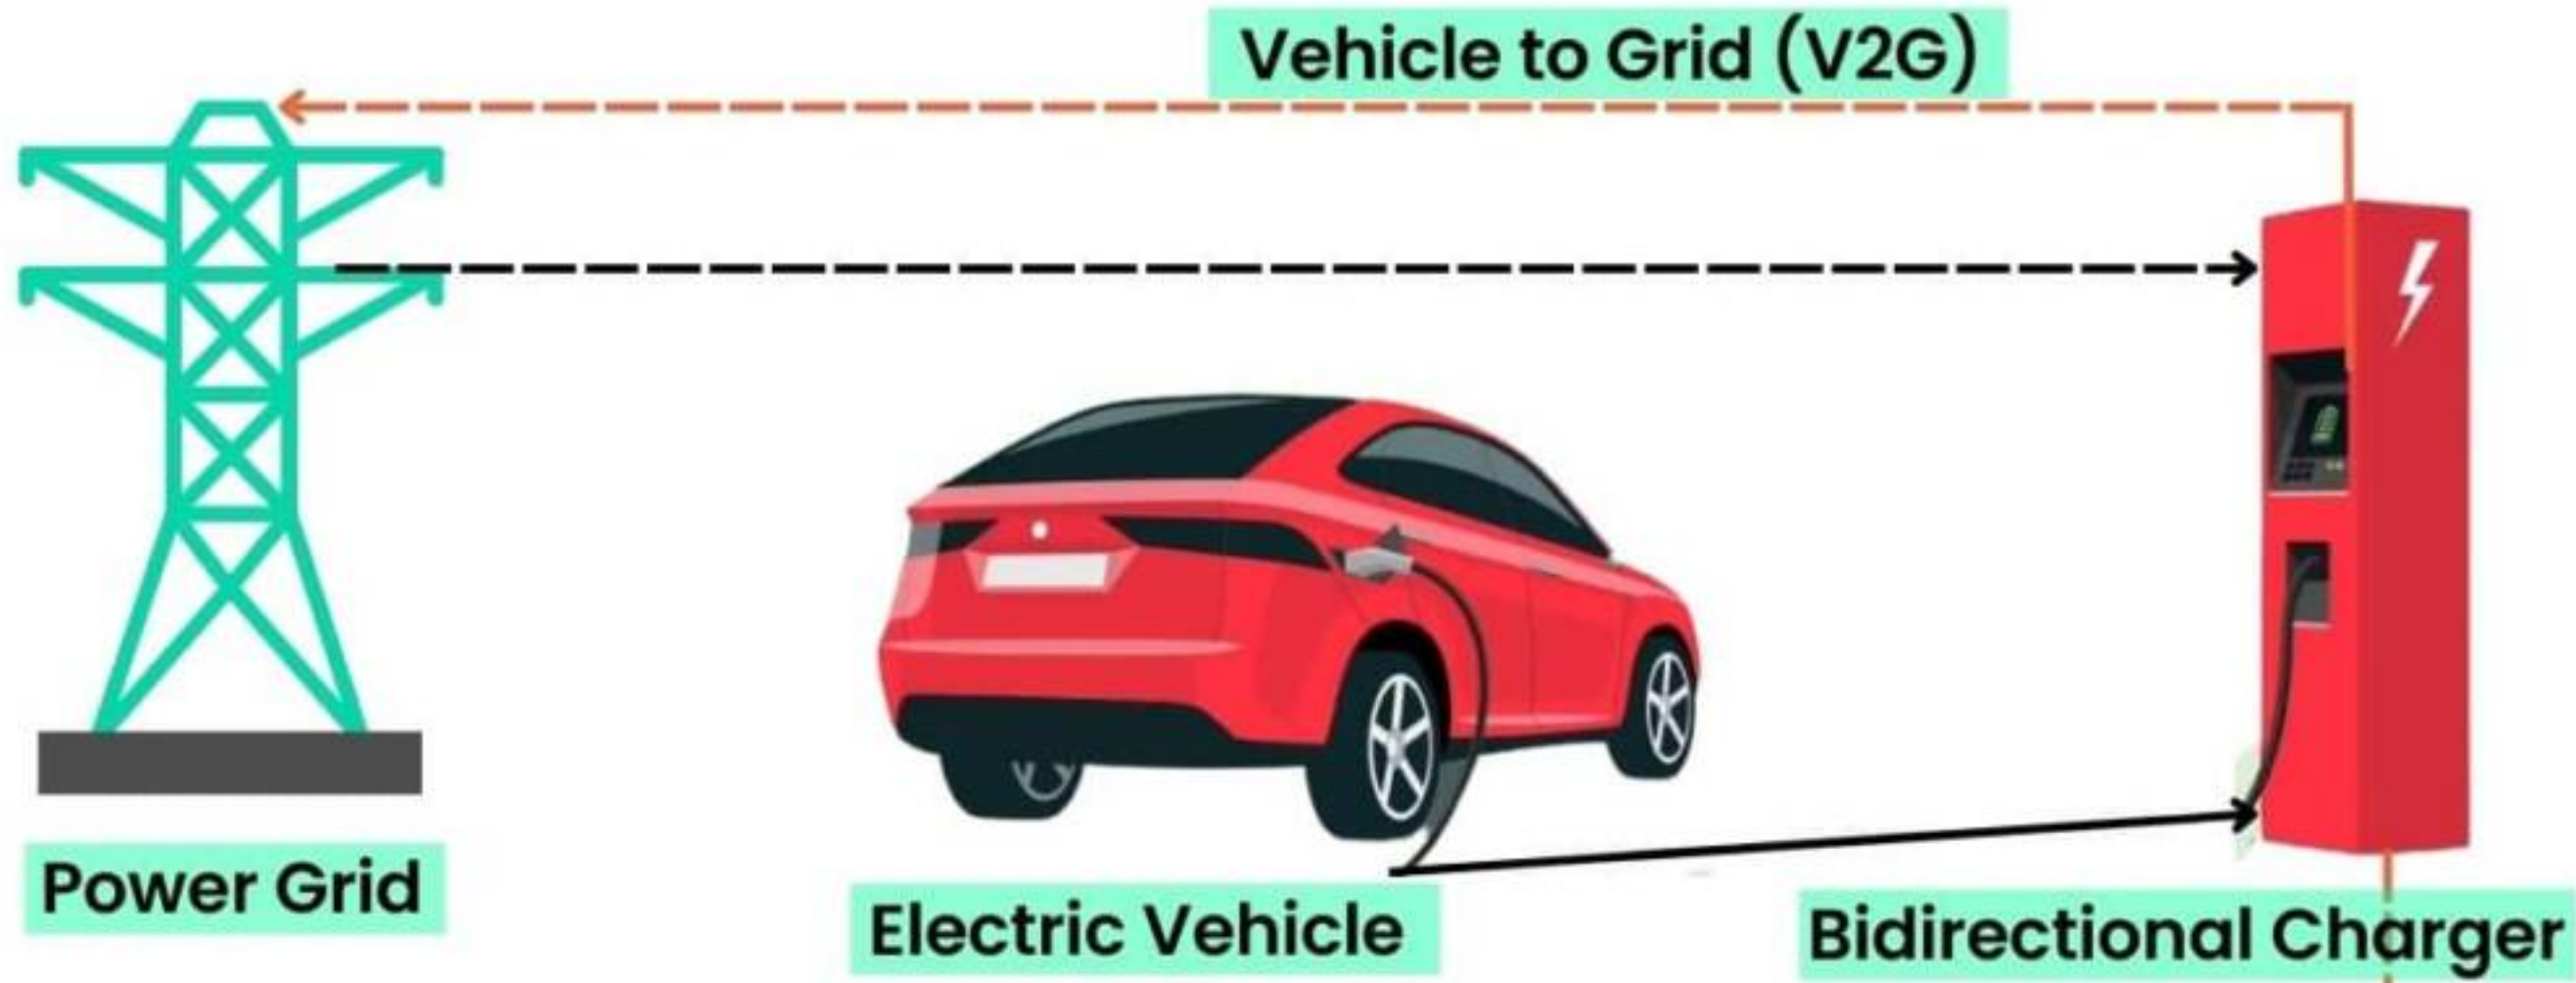 Vehicle to Grid (V2G)
Power Grid
Electric Vehicle
Bidirectional Charger